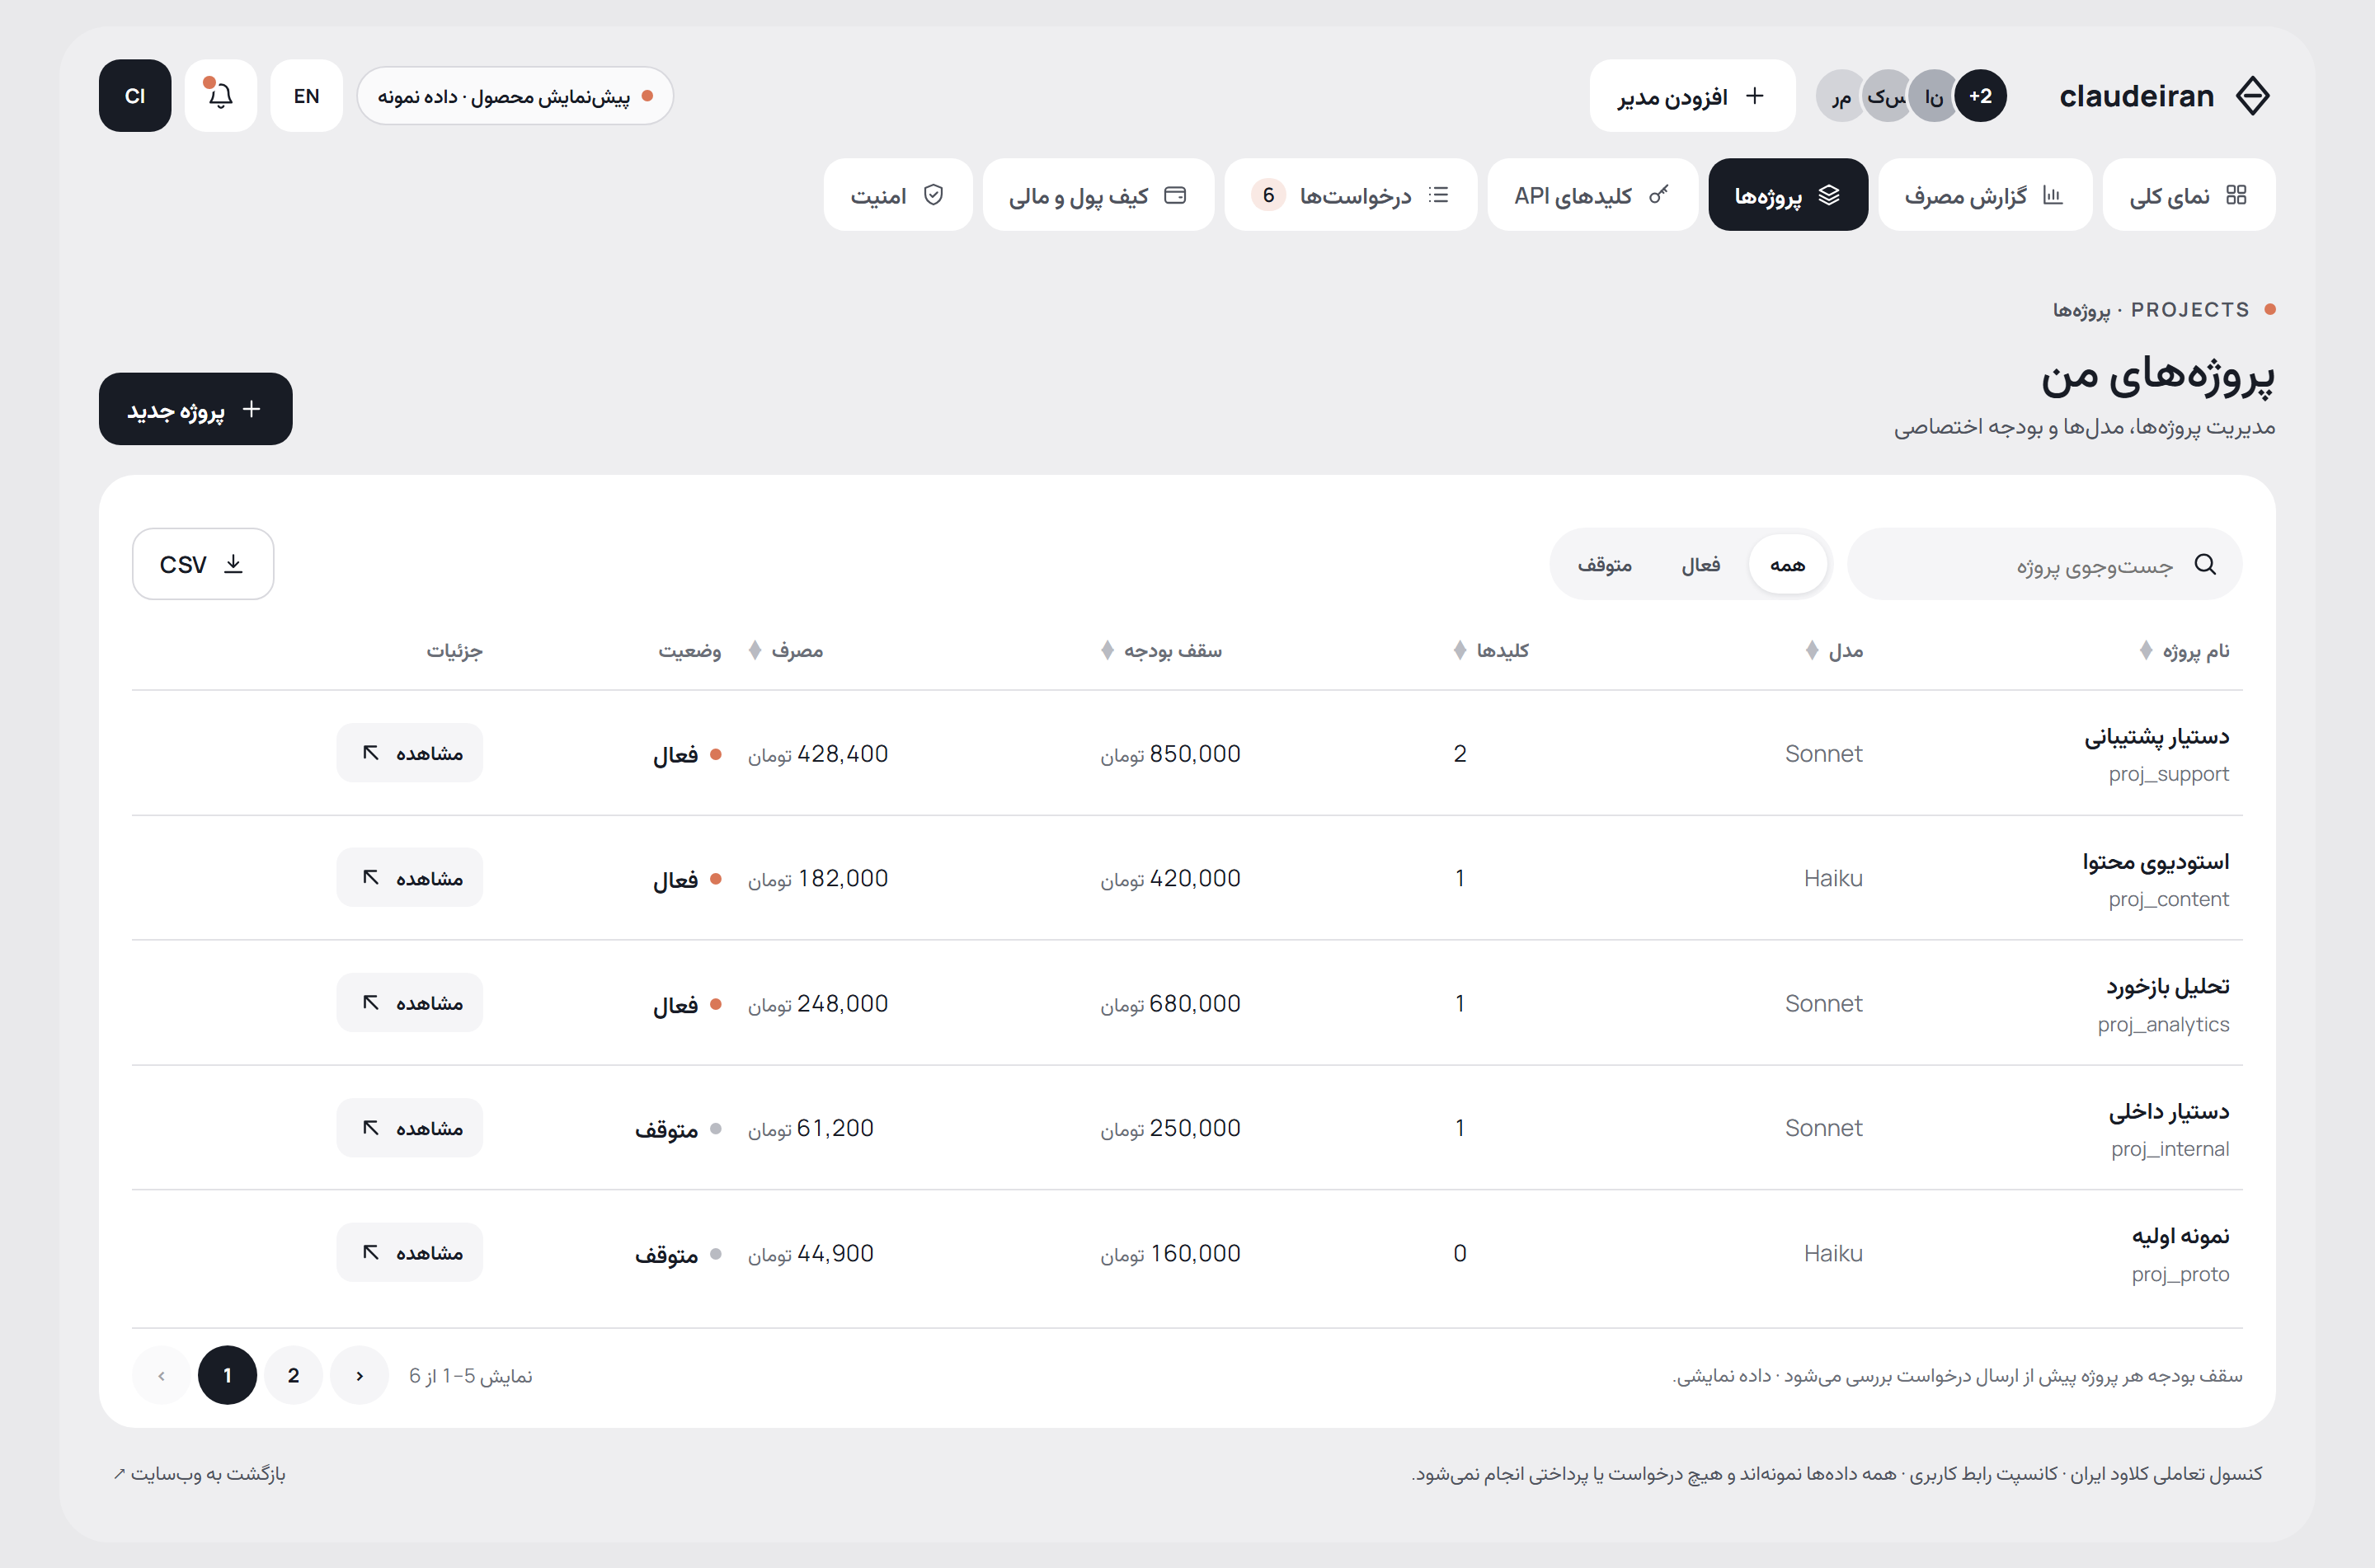 claudeiran
+2
نا
سک
مر
افزودن مدیر
پیش‌نمایش محصول · داده نمونه
EN
CI
نمای کلی
گزارش مصرف
پروژه‌ها
کلیدهای API
درخواست‌ها 6
کیف پول و مالی
امنیت
PROJECTS · پروژه‌ها
پروژه‌های من
مدیریت پروژه‌ها، مدل‌ها و بودجه اختصاصی
پروژه جدید
جست‌وجوی پروژه
همه فعال متوقف
CSV
نام پروژه مدل کلیدها سقف بودجه مصرف وضعیت جزئیات
دستیار پشتیبانی
proj_support
Sonnet 2 850,000 تومان 428,400 تومان فعال مشاهده
استودیوی محتوا
proj_content
Haiku 1 420,000 تومان 182,000 تومان فعال مشاهده
تحلیل بازخورد
proj_analytics
Sonnet 1 680,000 تومان 248,000 تومان فعال مشاهده
دستیار داخلی
proj_internal
Sonnet 1 250,000 تومان 61,200 تومان متوقف مشاهده
نمونه اولیه
proj_proto
Haiku 0 160,000 تومان 44,900 تومان متوقف مشاهده
سقف بودجه هر پروژه پیش از ارسال درخواست بررسی می‌شود · داده نمایشی.
نمایش 1–5 از 6
‹ 1 2 ›
کنسول تعاملی کلاود ایران · کانسپت رابط کاربری · همه داده‌ها نمونه‌اند و هیچ درخواست یا پرداختی انجام نمی‌شود.
بازگشت به وب‌سایت ↗